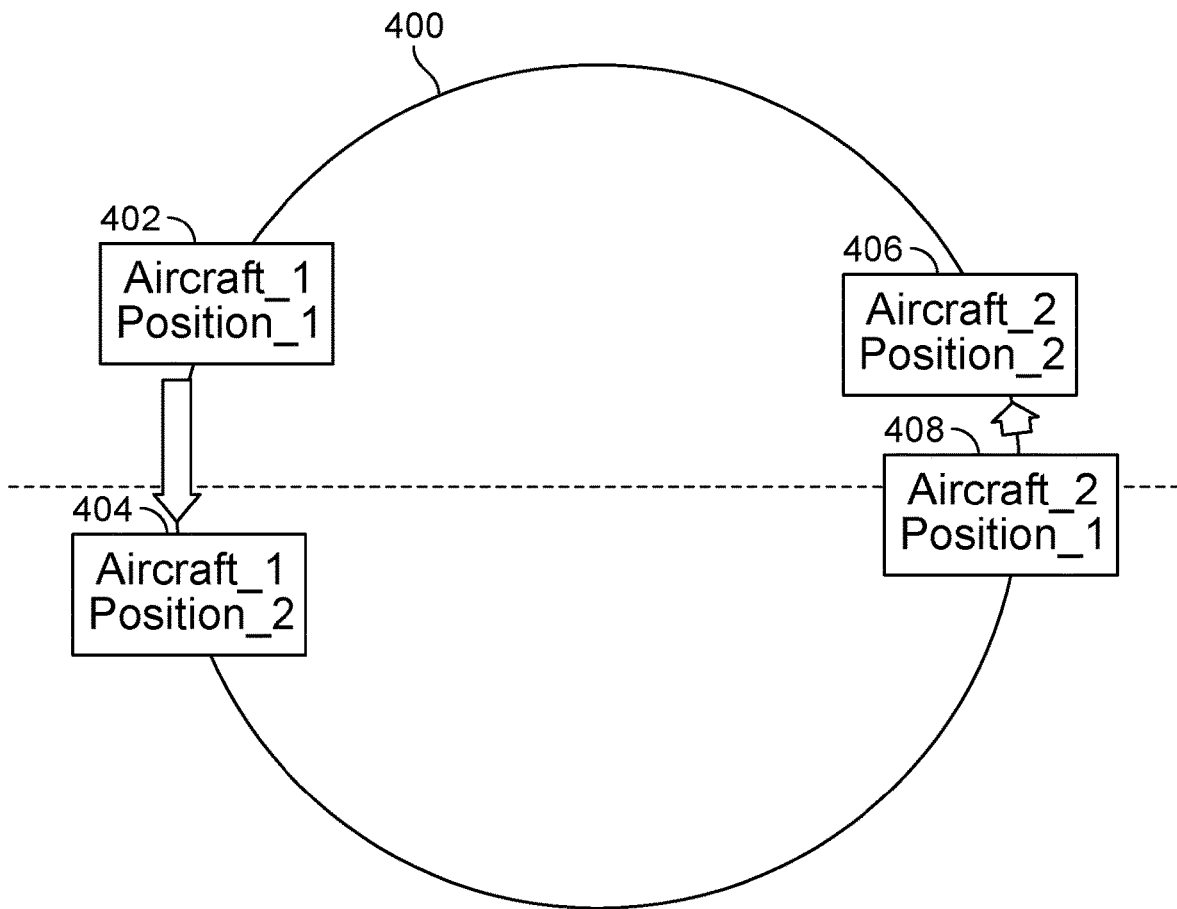 400
402
Aircraft_1
Position_1
406
Aircraft_2
Position_2
408
Aircraft_2
Position_1
404
Aircraft_1
Position_2